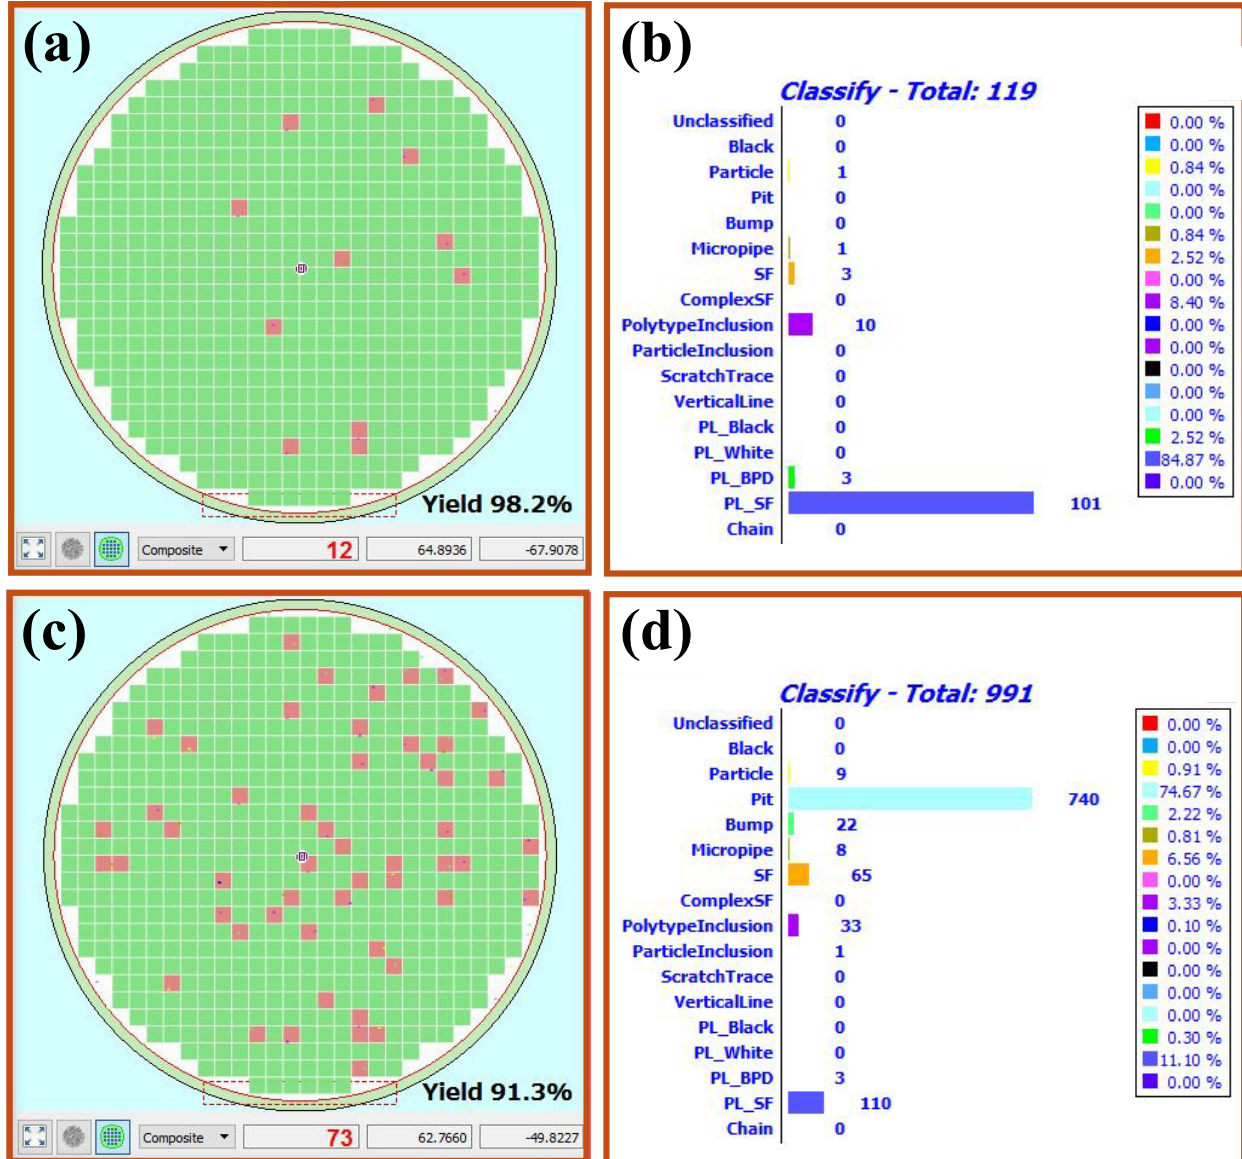 (a)
Yield 98.2%
Composite 12 64.8936 -67.9078
(b)
Classify - Total: 119
Unclassified 0 0.00 %
Black 0 0.00 %
Particle 1 0.84 %
Pit 0 0.00 %
Bump 0 0.00 %
Micropipe 1 0.84 %
SF 3 2.52 %
ComplexSF 0 0.00 %
PolytypeInclusion 10 8.40 %
ParticleInclusion 0 0.00 %
ScratchTrace 0 0.00 %
VerticalLine 0 0.00 %
PL_Black 0 0.00 %
PL_White 0 0.00 %
PL_BPD 3 2.52 %
PL_SF 101 84.87 %
Chain 0 0.00 %
(c)
Yield 91.3%
Composite 73 62.7660 -49.8227
(d)
Classify - Total: 991
Unclassified 0 0.00 %
Black 0 0.00 %
Particle 9 0.91 %
Pit 740 74.67 %
Bump 22 2.22 %
Micropipe 8 0.81 %
SF 65 6.56 %
ComplexSF 0 0.00 %
PolytypeInclusion 33 3.33 %
ParticleInclusion 1 0.10 %
ScratchTrace 0 0.00 %
VerticalLine 0 0.00 %
PL_Black 0 0.00 %
PL_White 0 0.00 %
PL_BPD 3 0.30 %
PL_SF 110 11.10 %
Chain 0 0.00 %